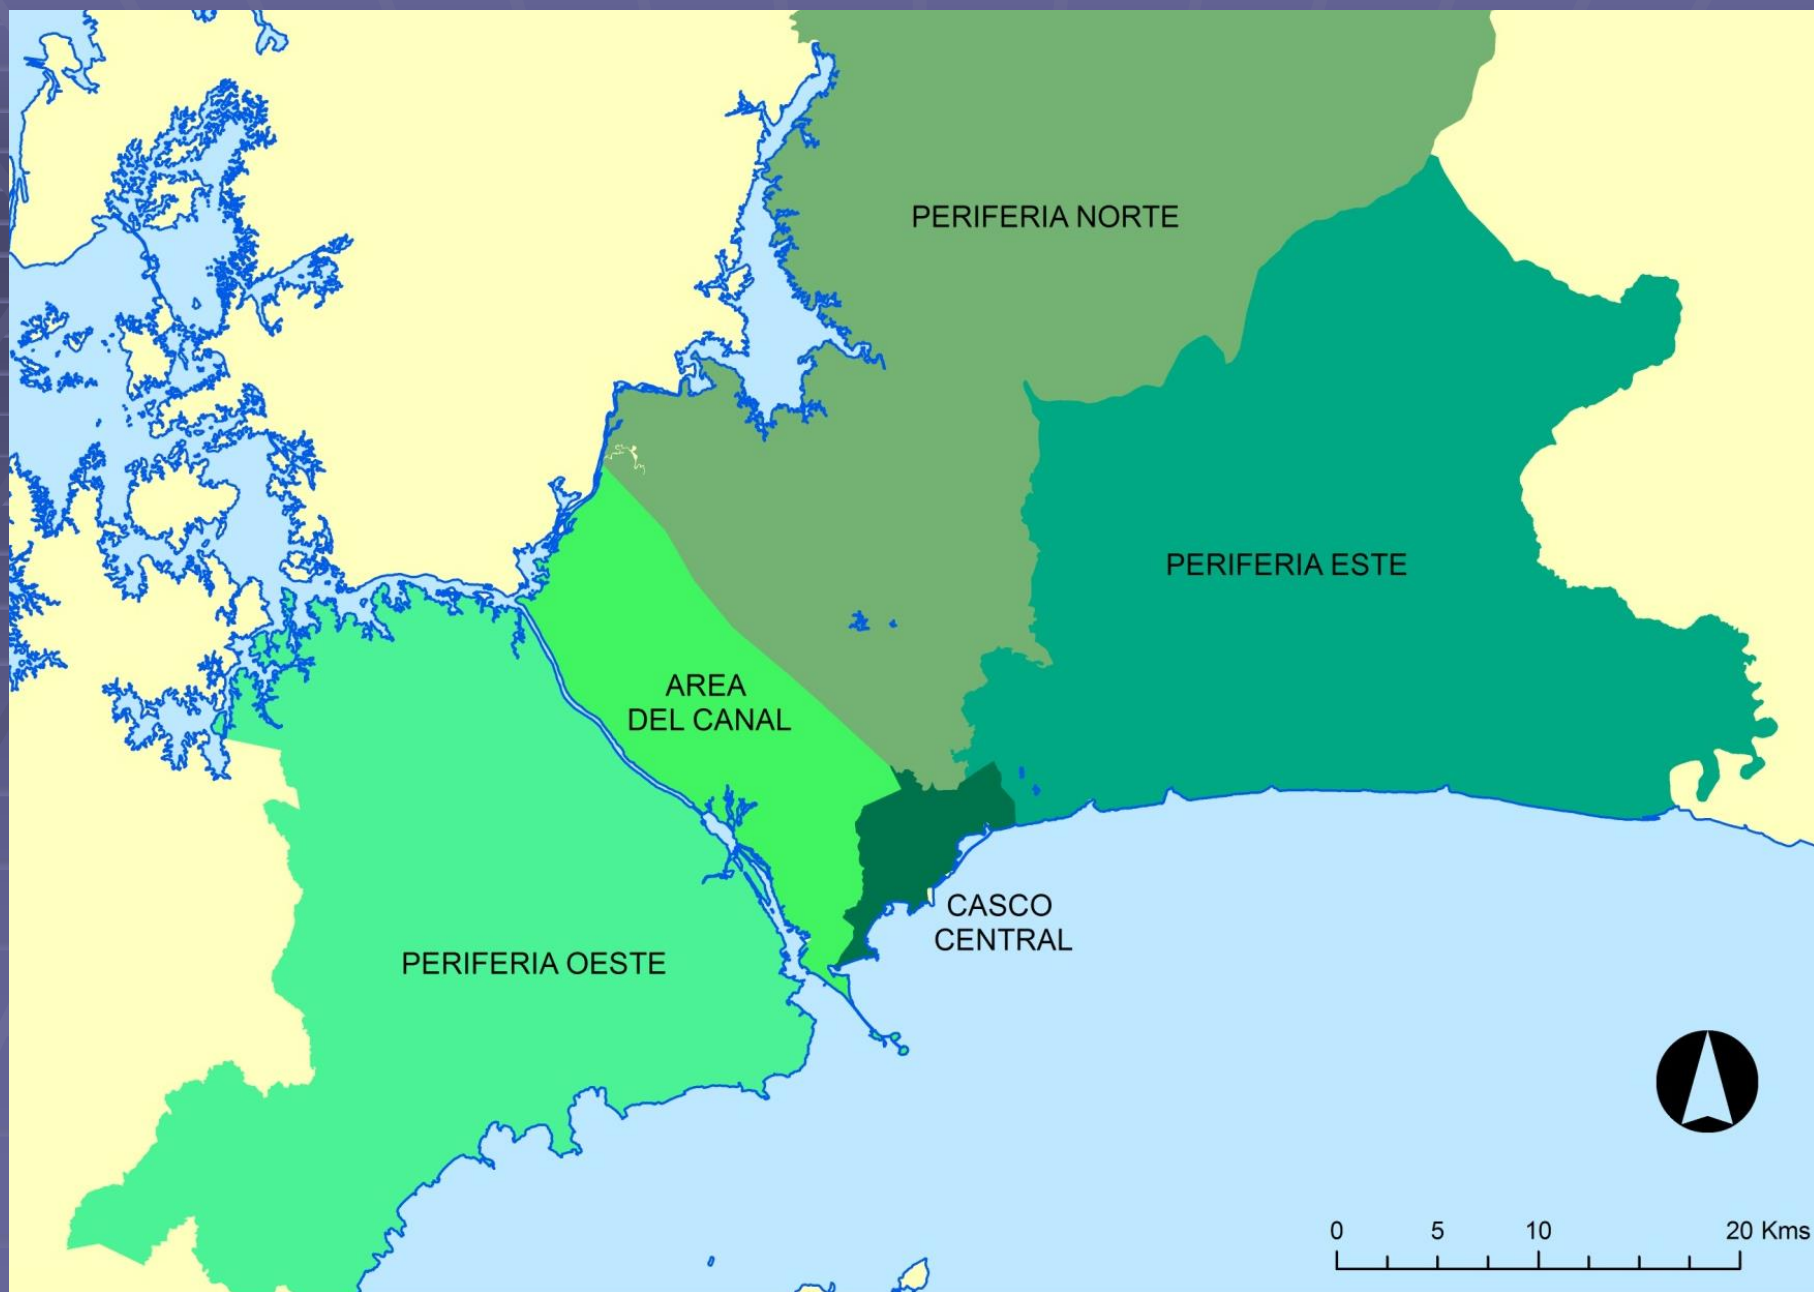 PERIFERIA NORTE
PERIFERIA ESTE
AREA
DEL CANAL
CASCO
CENTRAL
PERIFERIA OESTE
0 5 10 20 Kms